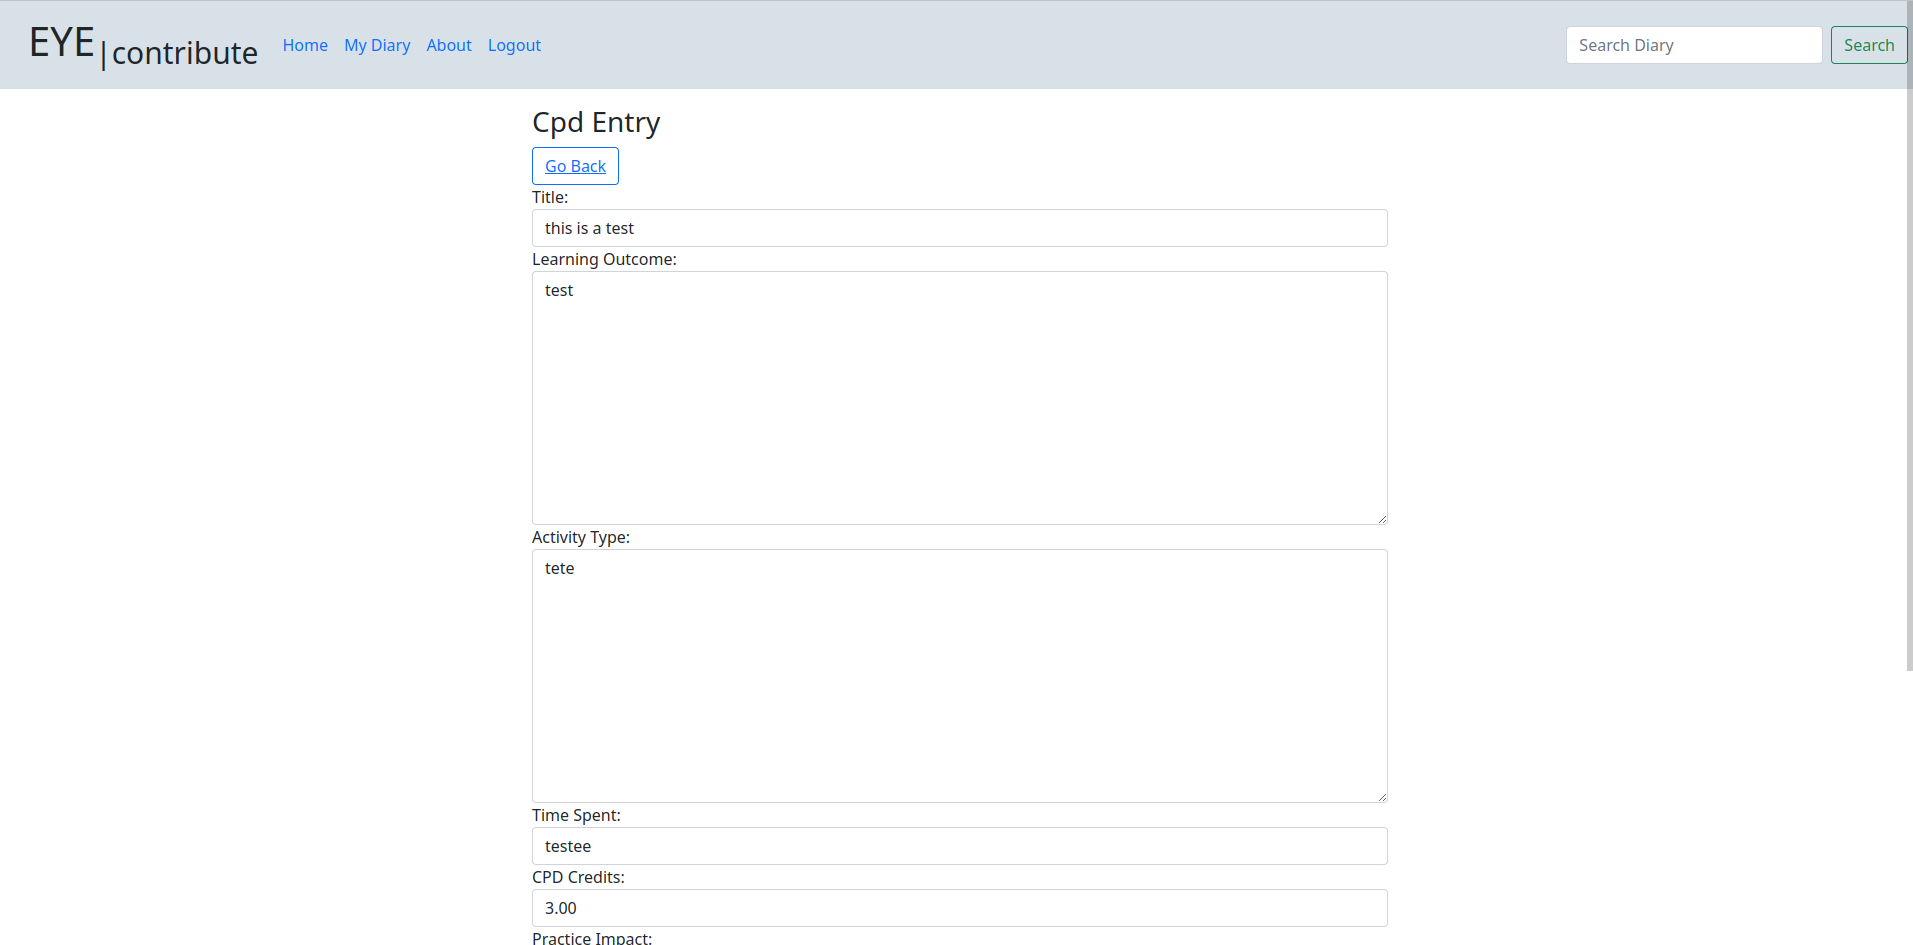 EYE|contribute Home My Diary About Logout Search Diary Search
Cpd Entry
Go Back
Title:
this is a test
Learning Outcome:
test
Activity Type:
tete
Time Spent:
testee
CPD Credits:
3.00
Practice Impact: